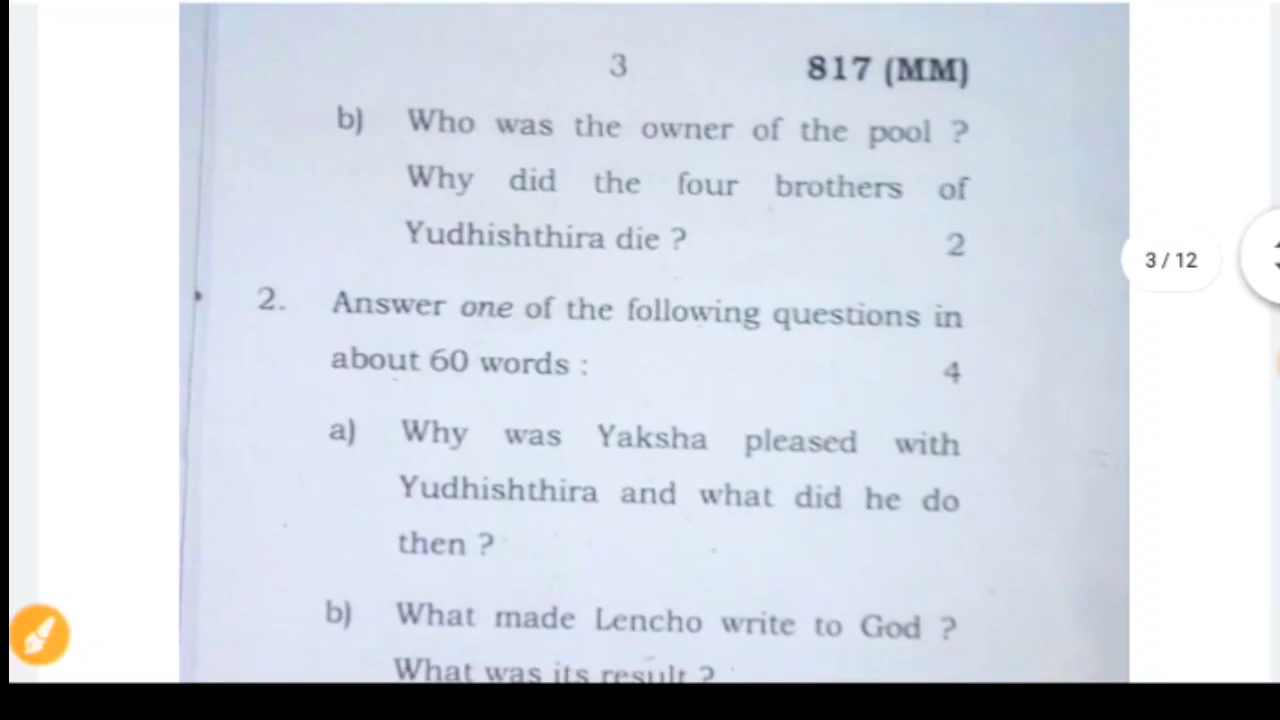 3 817 (MM)
b) Who was the owner of the pool ?
Why did the four brothers of
Yudhishthira die ? 2
2. Answer one of the following questions in
about 60 words : 4
a) Why was Yaksha pleased with
Yudhishthira and what did he do
then ?
b) What made Lencho write to God ?
What was its result ?
3 / 12